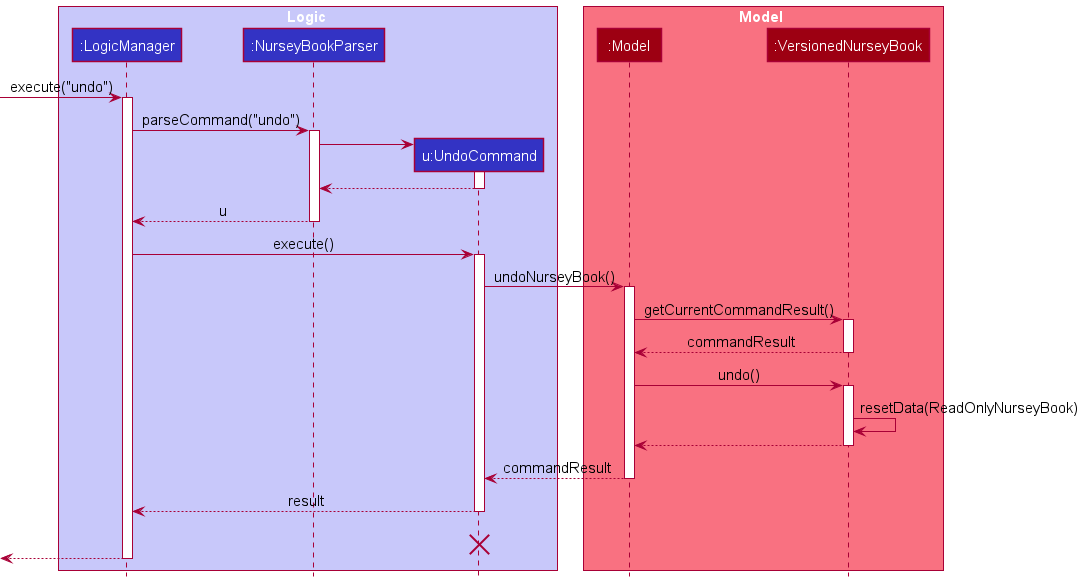 Logic
Model
:LogicManager
:NurseyBookParser
:Model
:VersionedNurseyBook
execute("undo")
parseCommand("undo")
u:UndoCommand
u
execute()
undoNurseyBook()
getCurrentCommandResult()
commandResult
undo()
resetData(ReadOnlyNurseyBook)
commandResult
result